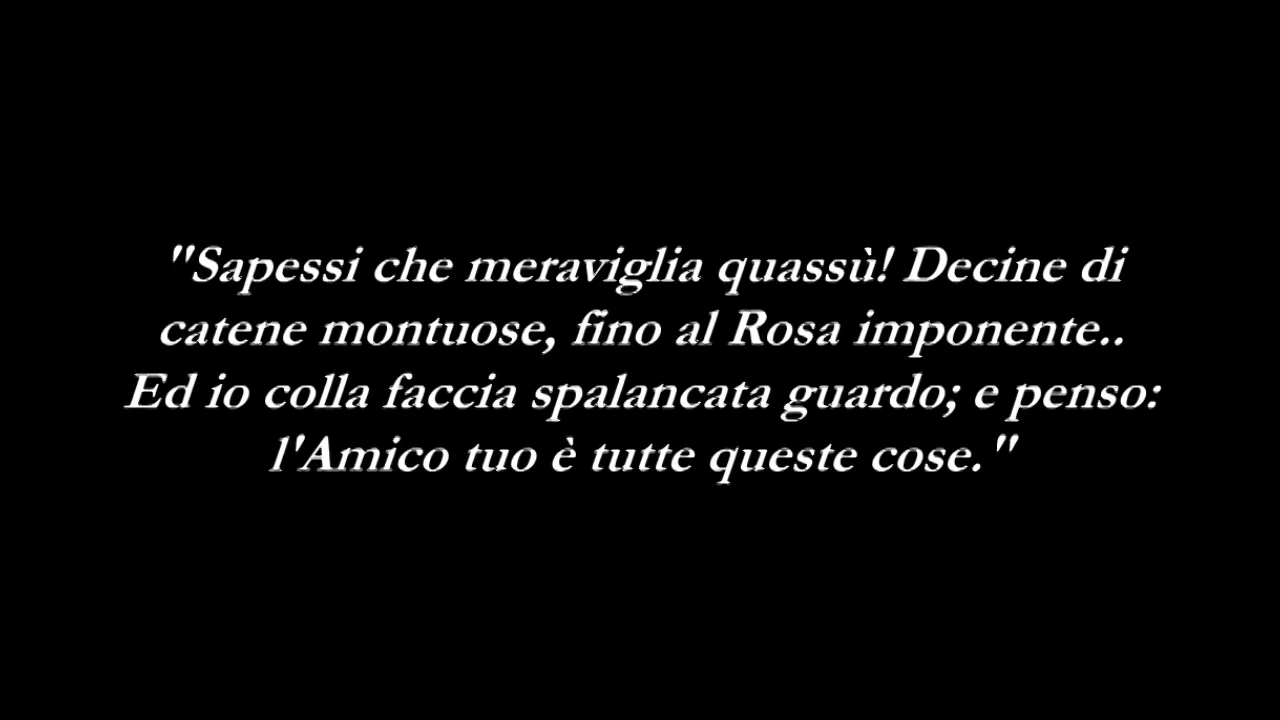 "Sapessi che meraviglia quassù! Decine di
catene montuose, fino al Rosa imponente..
Ed io colla faccia spalancata guardo; e penso:
l'Amico tuo è tutte queste cose."